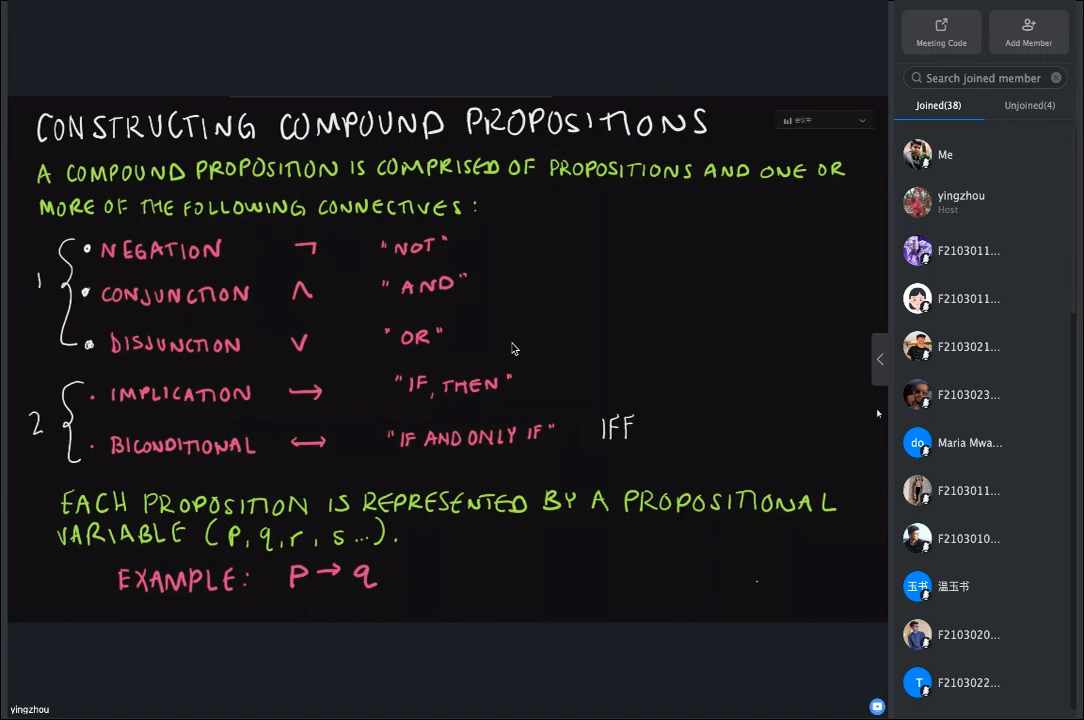 CONSTRUCTING COMPOUND PROPOSITIONS
A COMPOUND PROPOSITION IS COMPRISED OF PROPOSITIONS AND ONE OR
MORE OF THE FOLLOWING CONNECTIVES :
1
• NEGATION ¬ "NOT"
• CONJUNCTION ∧ "AND"
• DISJUNCTION ∨ "OR"
2
• IMPLICATION → "IF, THEN"
• BICONDITIONAL ↔ "IF AND ONLY IF" IFF
EACH PROPOSITION IS REPRESENTED BY A PROPOSITIONAL
VARIABLE (P, q, r, s ...).
EXAMPLE: P → q
yingzhou
Meeting Code
Add Member
Search joined member
Joined(38) Unjoined(4)
Me
yingzhou
Host
F2103011...
F2103011...
F2103021...
F2103023...
do Maria Mwa...
F2103011...
F2103010...
玉书 温玉书
F2103020...
T F2103022...